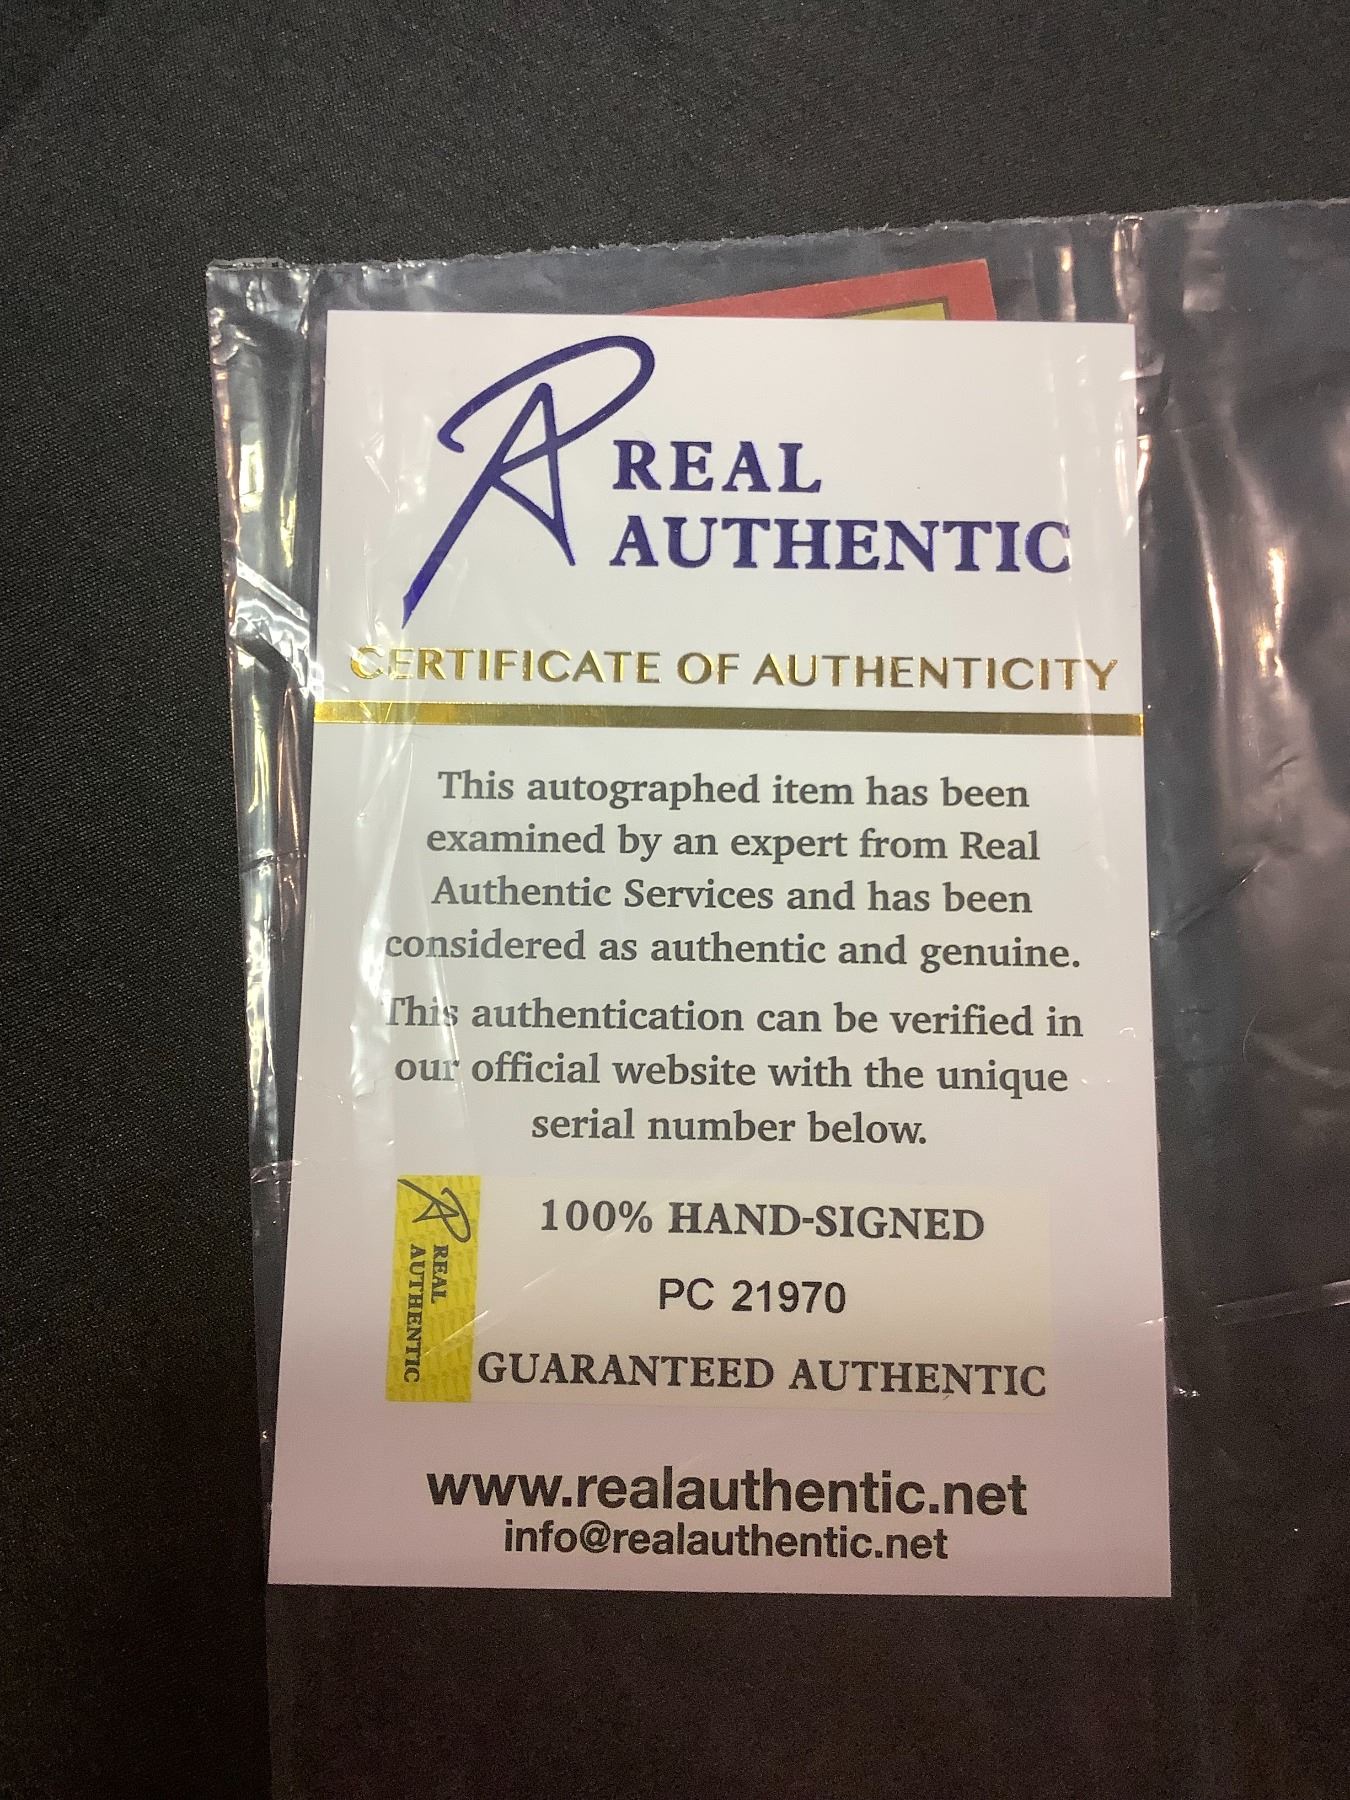 REAL
AUTHENTIC
CERTIFICATE OF AUTHENTICITY
This autographed item has been
examined by an expert from Real
Authentic Services and has been
considered as authentic and genuine.
This authentication can be verified in
our official website with the unique
serial number below.
REAL
AUTHENTIC
100% HAND-SIGNED
PC 21970
GUARANTEED AUTHENTIC
www.realauthentic.net
info@realauthentic.net